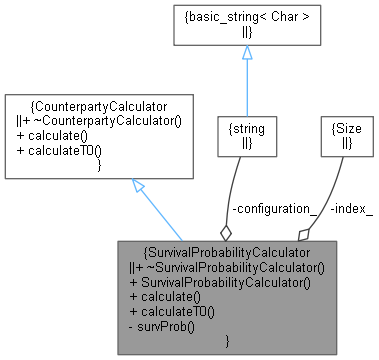 {basic_string< Char >
||}
{CounterpartyCalculator
||+ ~CounterpartyCalculator()
+ calculate()
+ calculateT0()
}
{string
||}
{Size
||}
-configuration_
-index_
{SurvivalProbabilityCalculator
||+ ~SurvivalProbabilityCalculator()
+ SurvivalProbabilityCalculator()
+ calculate()
+ calculateT0()
- survProb()
}